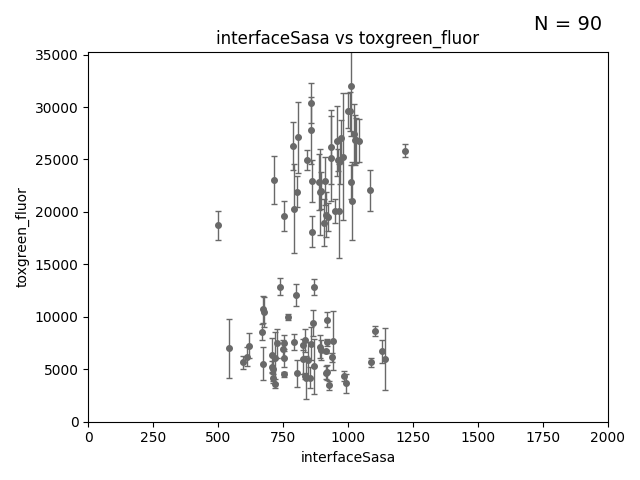 N = 90
interfaceSasa vs toxgreen_fluor
35000
30000
25000
20000
15000
10000
5000
0
toxgreen_fluor
0 250 500 750 1000 1250 1500 1750 2000
interfaceSasa